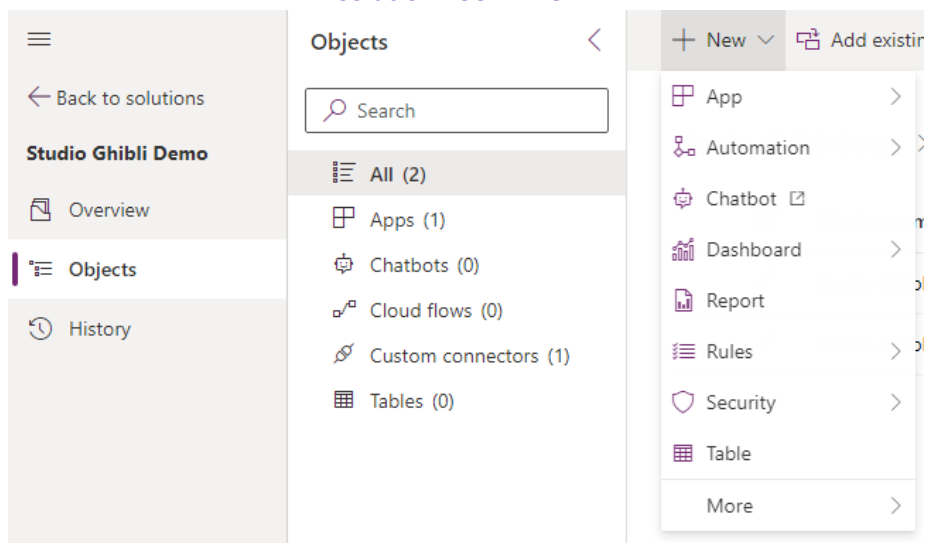 Objects
New
Add existin
Back to solutions
Search
Studio Ghibli Demo
All (2)
Overview
Apps (1)
Objects
Chatbots (0)
History
Cloud flows (0)
Custom connectors (1)
Tables (0)
App
Automation
Chatbot
Dashboard
Report
Rules
Security
Table
More